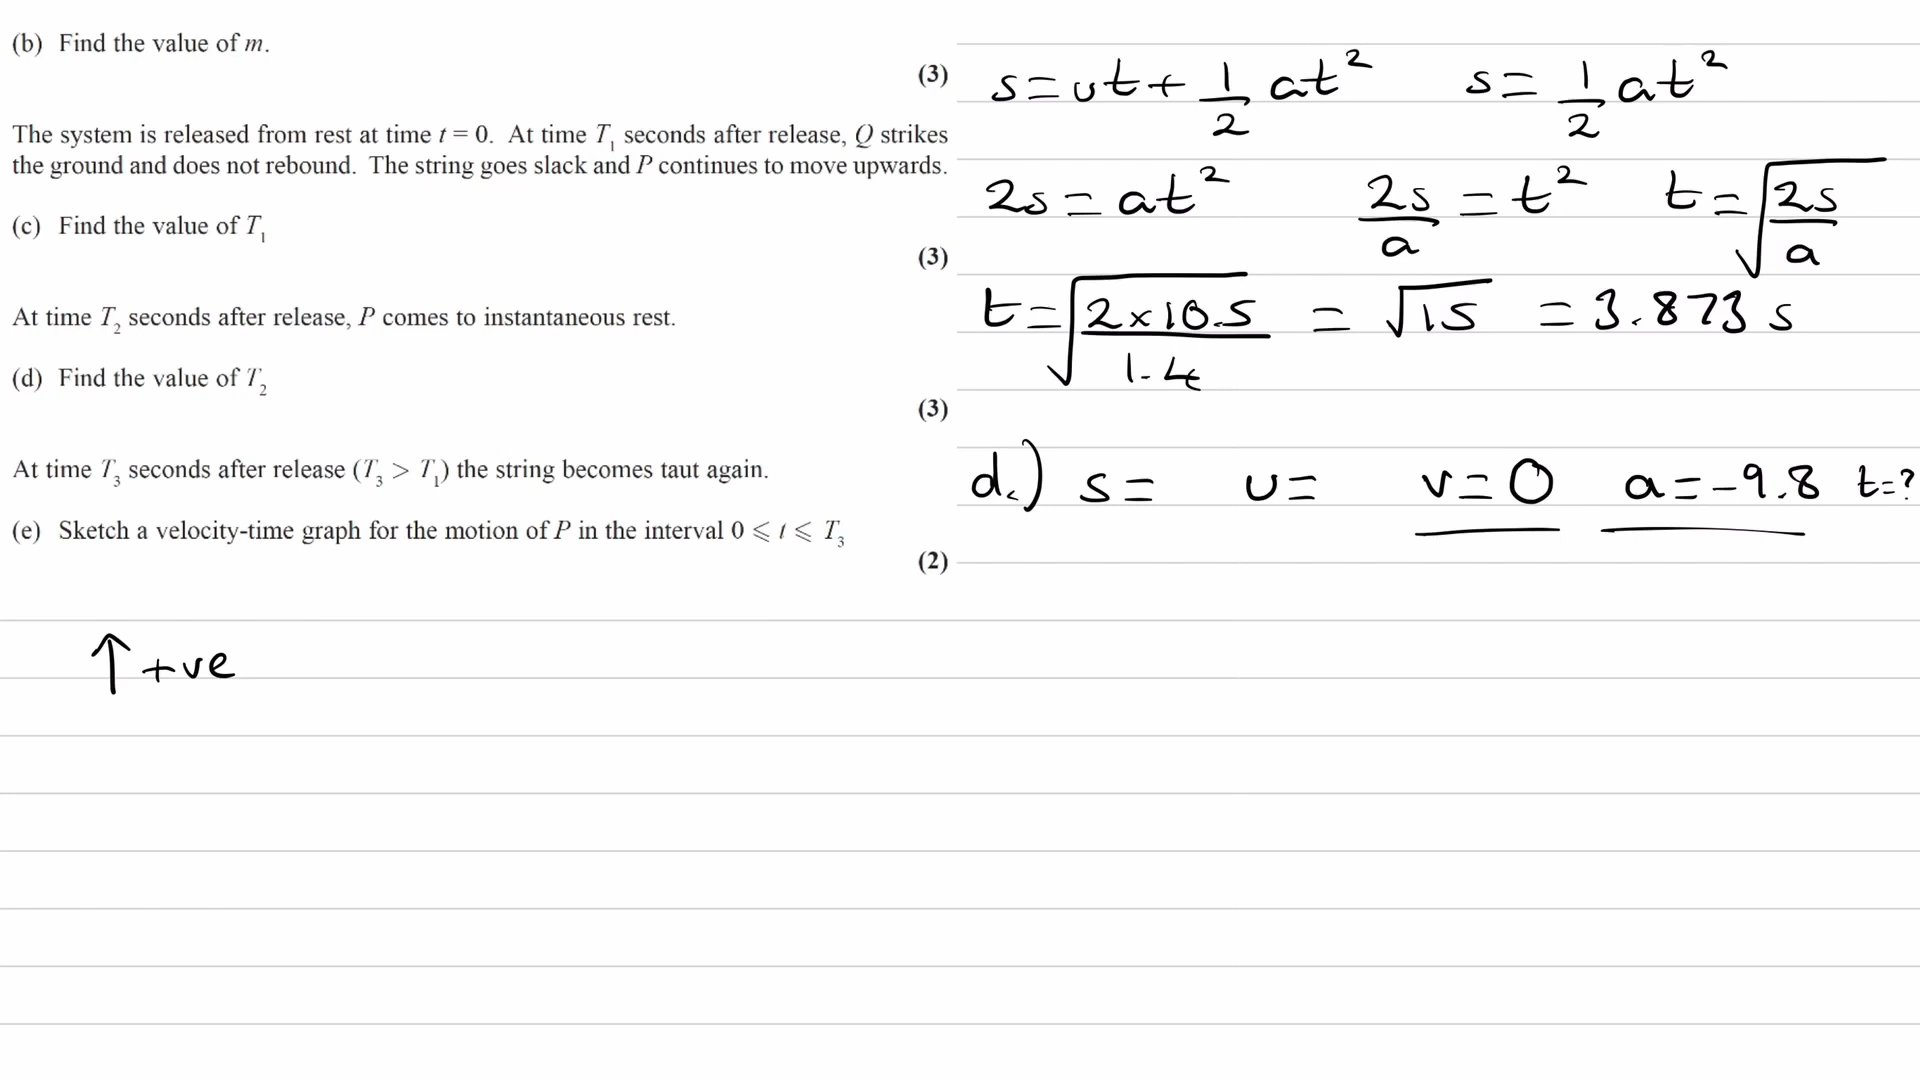 (b) Find the value of m.
(3)
The system is released from rest at time t = 0. At time T₁ seconds after release, Q strikes
the ground and does not rebound. The string goes slack and P continues to move upwards.
(c) Find the value of T₁
(3)
At time T₂ seconds after release, P comes to instantaneous rest.
(d) Find the value of T₂
(3)
At time T₃ seconds after release (T₃ > T₁) the string becomes taut again.
(e) Sketch a velocity-time graph for the motion of P in the interval 0 ⩽ t ⩽ T₃
(2)
↑ +ve
s = ut + 1/2 at² s = 1/2 at²
2s = at² 2s/a = t² t = √(2s/a)
t = √(2×10.5/1.4) = √15 = 3.873 s
d.) s = u = v = 0 a = -9.8 t = ?